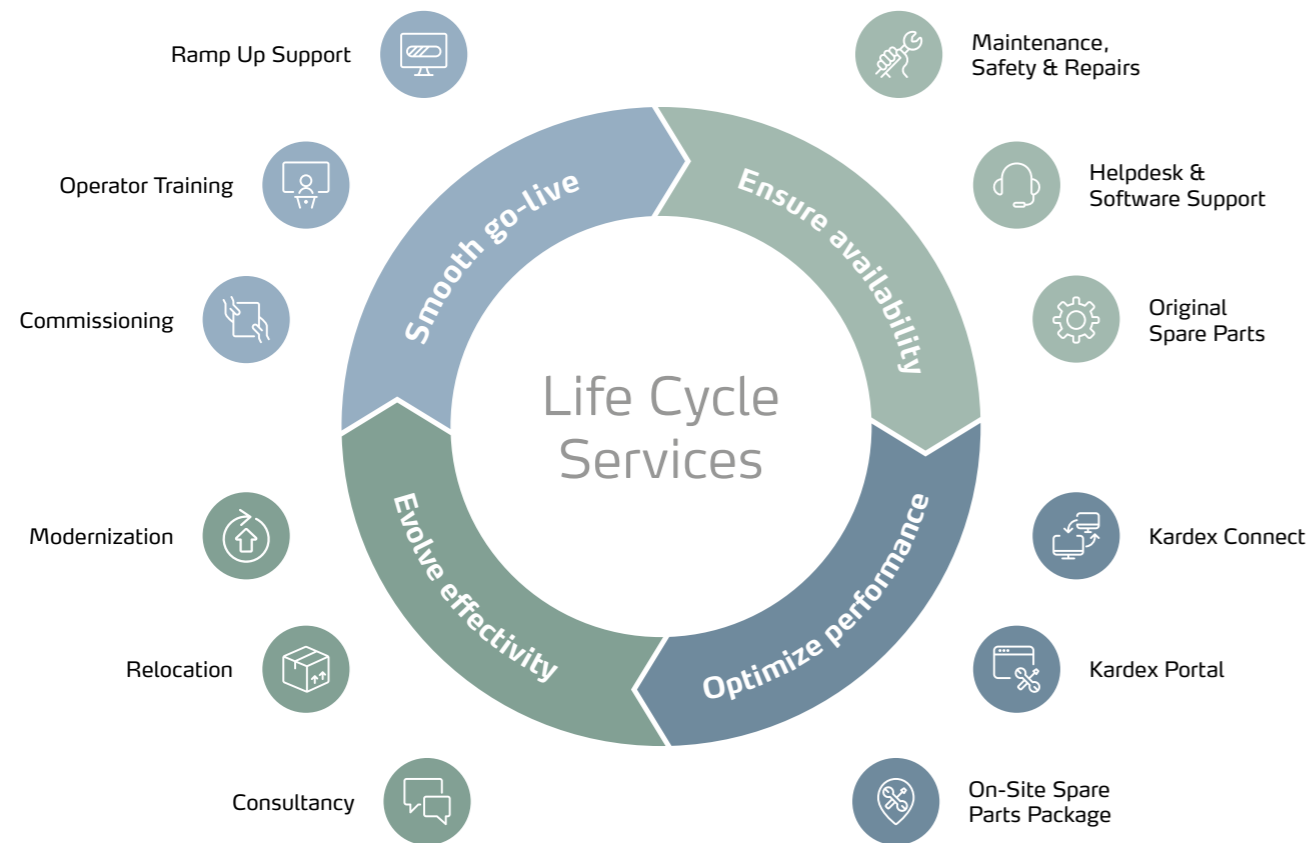 Ramp Up Support
Operator Training
Commissioning
Smooth go-live
Maintenance,
Safety & Repairs
Helpdesk &
Software Support
Original
Spare Parts
Ensure availability
Life Cycle
Services
Kardex Connect
Kardex Portal
On-Site Spare
Parts Package
Optimize performance
Modernization
Relocation
Consultancy
Evolve effectivity